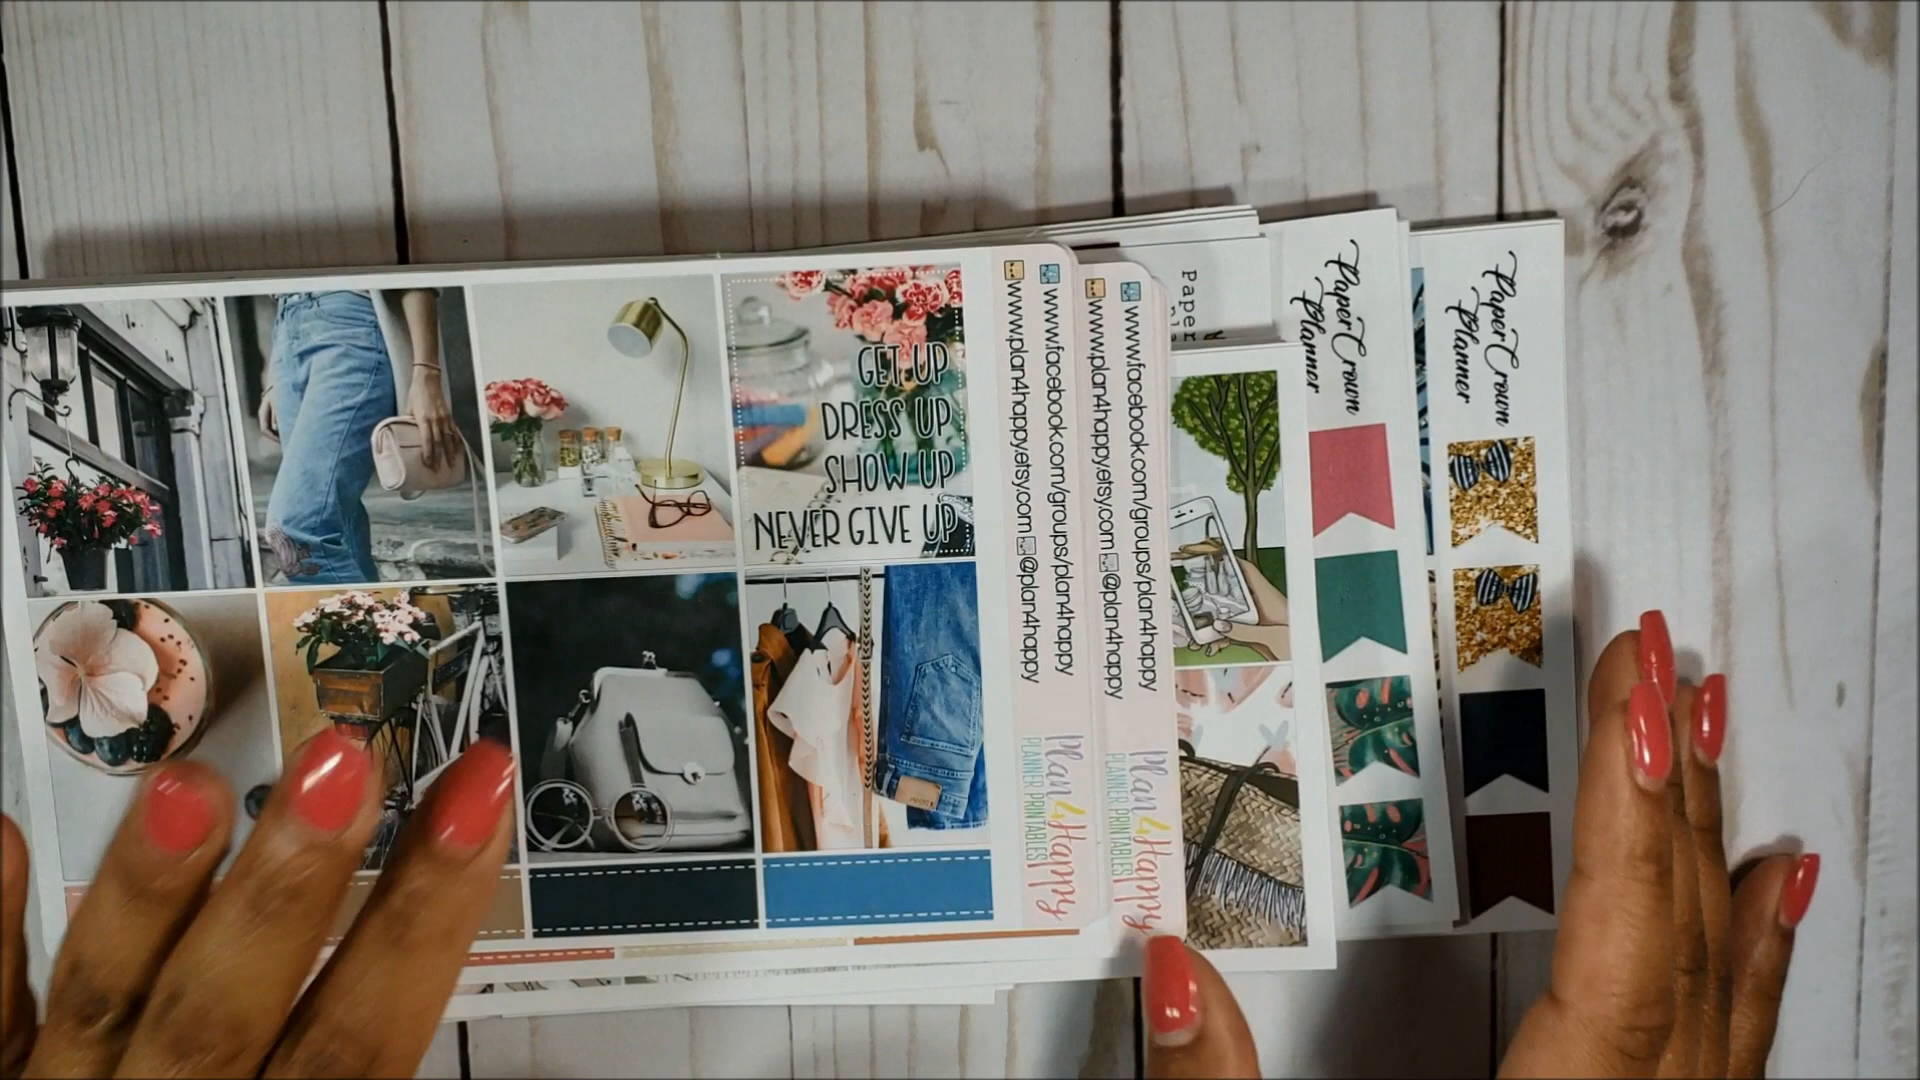 GET UP
DRESS UP
SHOW UP
NEVER GIVE UP
www.facebook.com/groups/plan4happy
www.plan4happy.etsy.com @plan4happy
plan4Happy
PLANNER PRINTABLES
www.facebook.com/groups/plan4happy
www.plan4happy.etsy.com @plan4happy
plan4Happy
PLANNER PRINTABLES
Paper
PaperCrown
Planner
PaperCrown
Planner